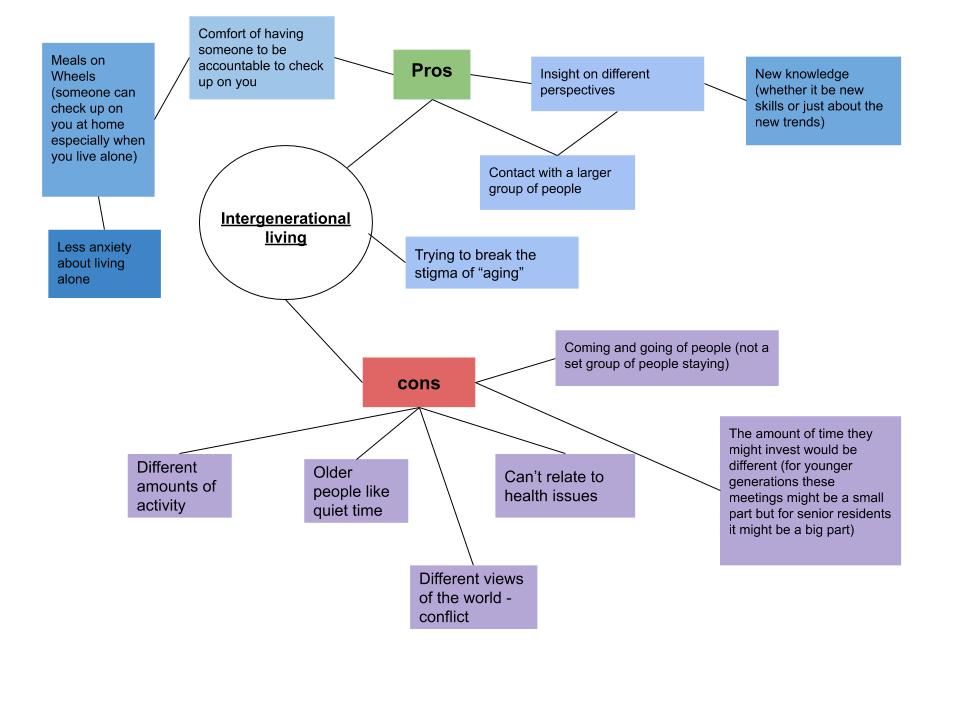 Comfort of having
someone to be
accountable to check
up on you
Meals on
Wheels
(someone can
check up on
you at home
especially when
you live alone)
Less anxiety
about living
alone
Pros
Insight on different
perspectives
New knowledge
(whether it be new
skills or just about the
new trends)
Contact with a larger
group of people
Intergenerational
living
Trying to break the
stigma of “aging”
cons
Coming and going of people (not a
set group of people staying)
The amount of time they
might invest would be
different (for younger
generations these
meetings might be a small
part but for senior residents
it might be a big part)
Different
amounts of
activity
Older
people like
quiet time
Can’t relate to
health issues
Different views
of the world -
conflict